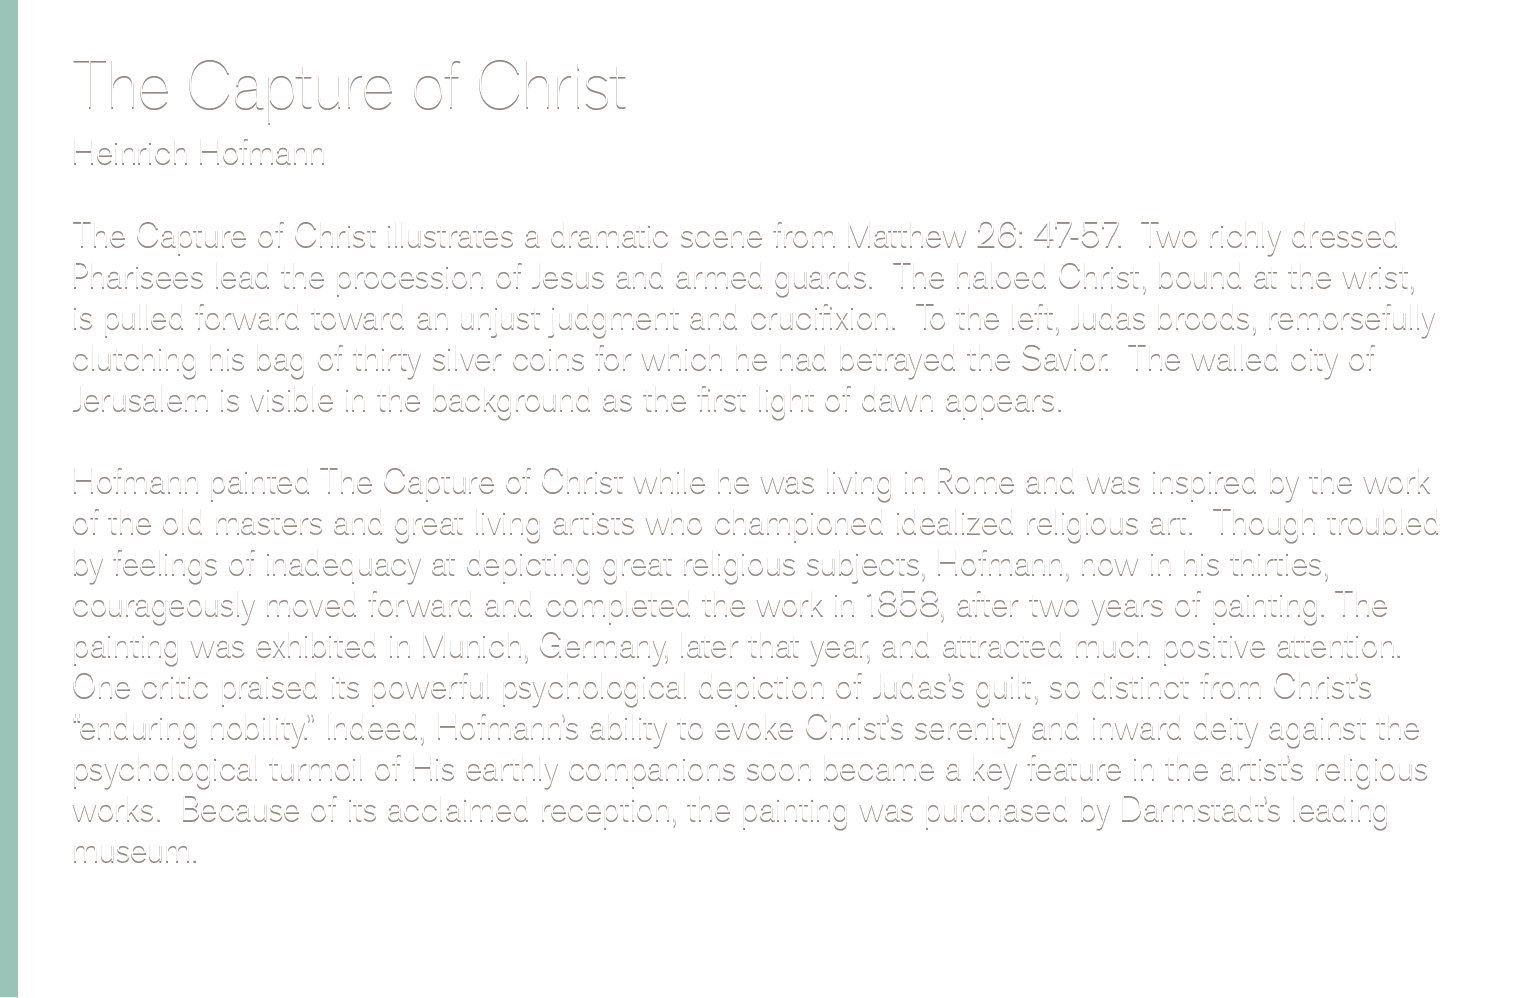 The Capture of Christ
Heinrich Hofmann
The Capture of Christ illustrates a dramatic scene from Matthew 26: 47-57.  Two richly dressed
Pharisees lead the procession of Jesus and armed guards.  The haloed Christ, bound at the wrist,
is pulled forward toward an unjust judgment and crucifixion.  To the left, Judas broods, remorsefully
clutching his bag of thirty silver coins for which he had betrayed the Savior.  The walled city of
Jerusalem is visible in the background as the first light of dawn appears.
Hofmann painted The Capture of Christ while he was living in Rome and was inspired by the work
of the old masters and great living artists who championed idealized religious art.  Though troubled
by feelings of inadequacy at depicting great religious subjects, Hofmann, now in his thirties,
courageously moved forward and completed the work in 1858, after two years of painting. The
painting was exhibited in Munich, Germany, later that year, and attracted much positive attention.
One critic praised its powerful psychological depiction of Judas’s guilt, so distinct from Christ’s
“enduring nobility.” Indeed, Hofmann’s ability to evoke Christ’s serenity and inward deity against the
psychological turmoil of His earthly companions soon became a key feature in the artist’s religious
works.  Because of its acclaimed reception, the painting was purchased by Darmstadt’s leading
museum.